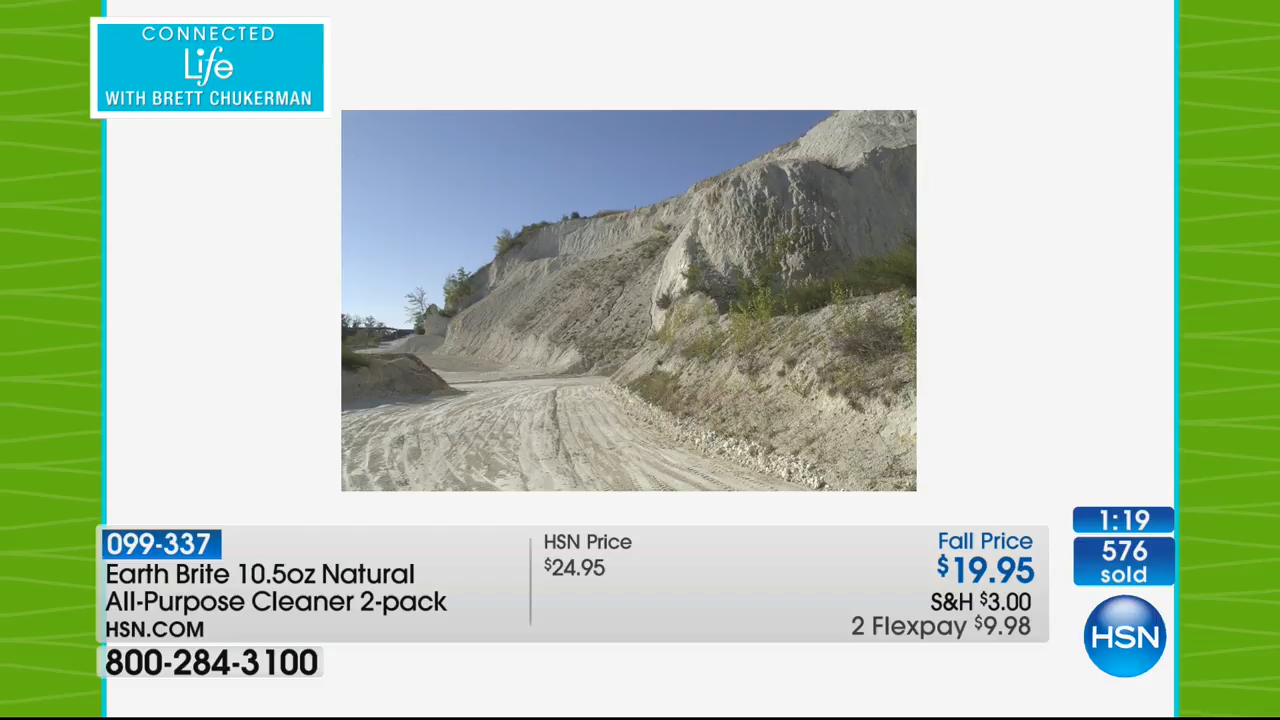 CONNECTED
Life
WITH BRETT CHUKERMAN
099-337
Earth Brite 10.5oz Natural
All-Purpose Cleaner 2-pack
HSN.COM
800-284-3100
HSN Price
$24.95
Fall Price
$19.95
S&H $3.00
2 Flexpay $9.98
1:19
576
sold
HSN